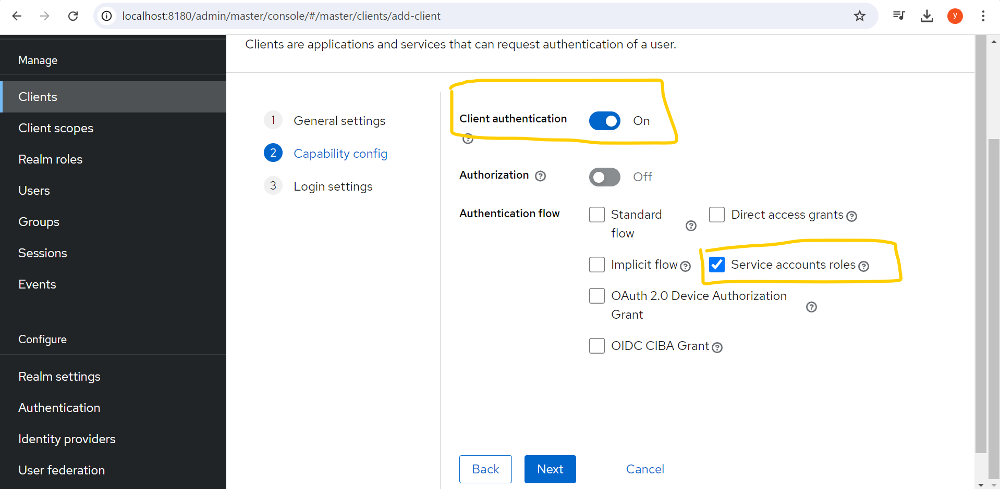 localhost:8180/admin/master/console/#/master/clients/add-client
y
Clients are applications and services that can request authentication of a user.
Manage
Clients
Client scopes
Realm roles
Users
Groups
Sessions
Events
Configure
Realm settings
Authentication
Identity providers
User federation
1 General settings
2 Capability config
3 Login settings
Client authentication On
Authorization Off
Authentication flow
Standard
flow
Direct access grants
Implicit flow
Service accounts roles
OAuth 2.0 Device Authorization
Grant
OIDC CIBA Grant
Back
Next
Cancel